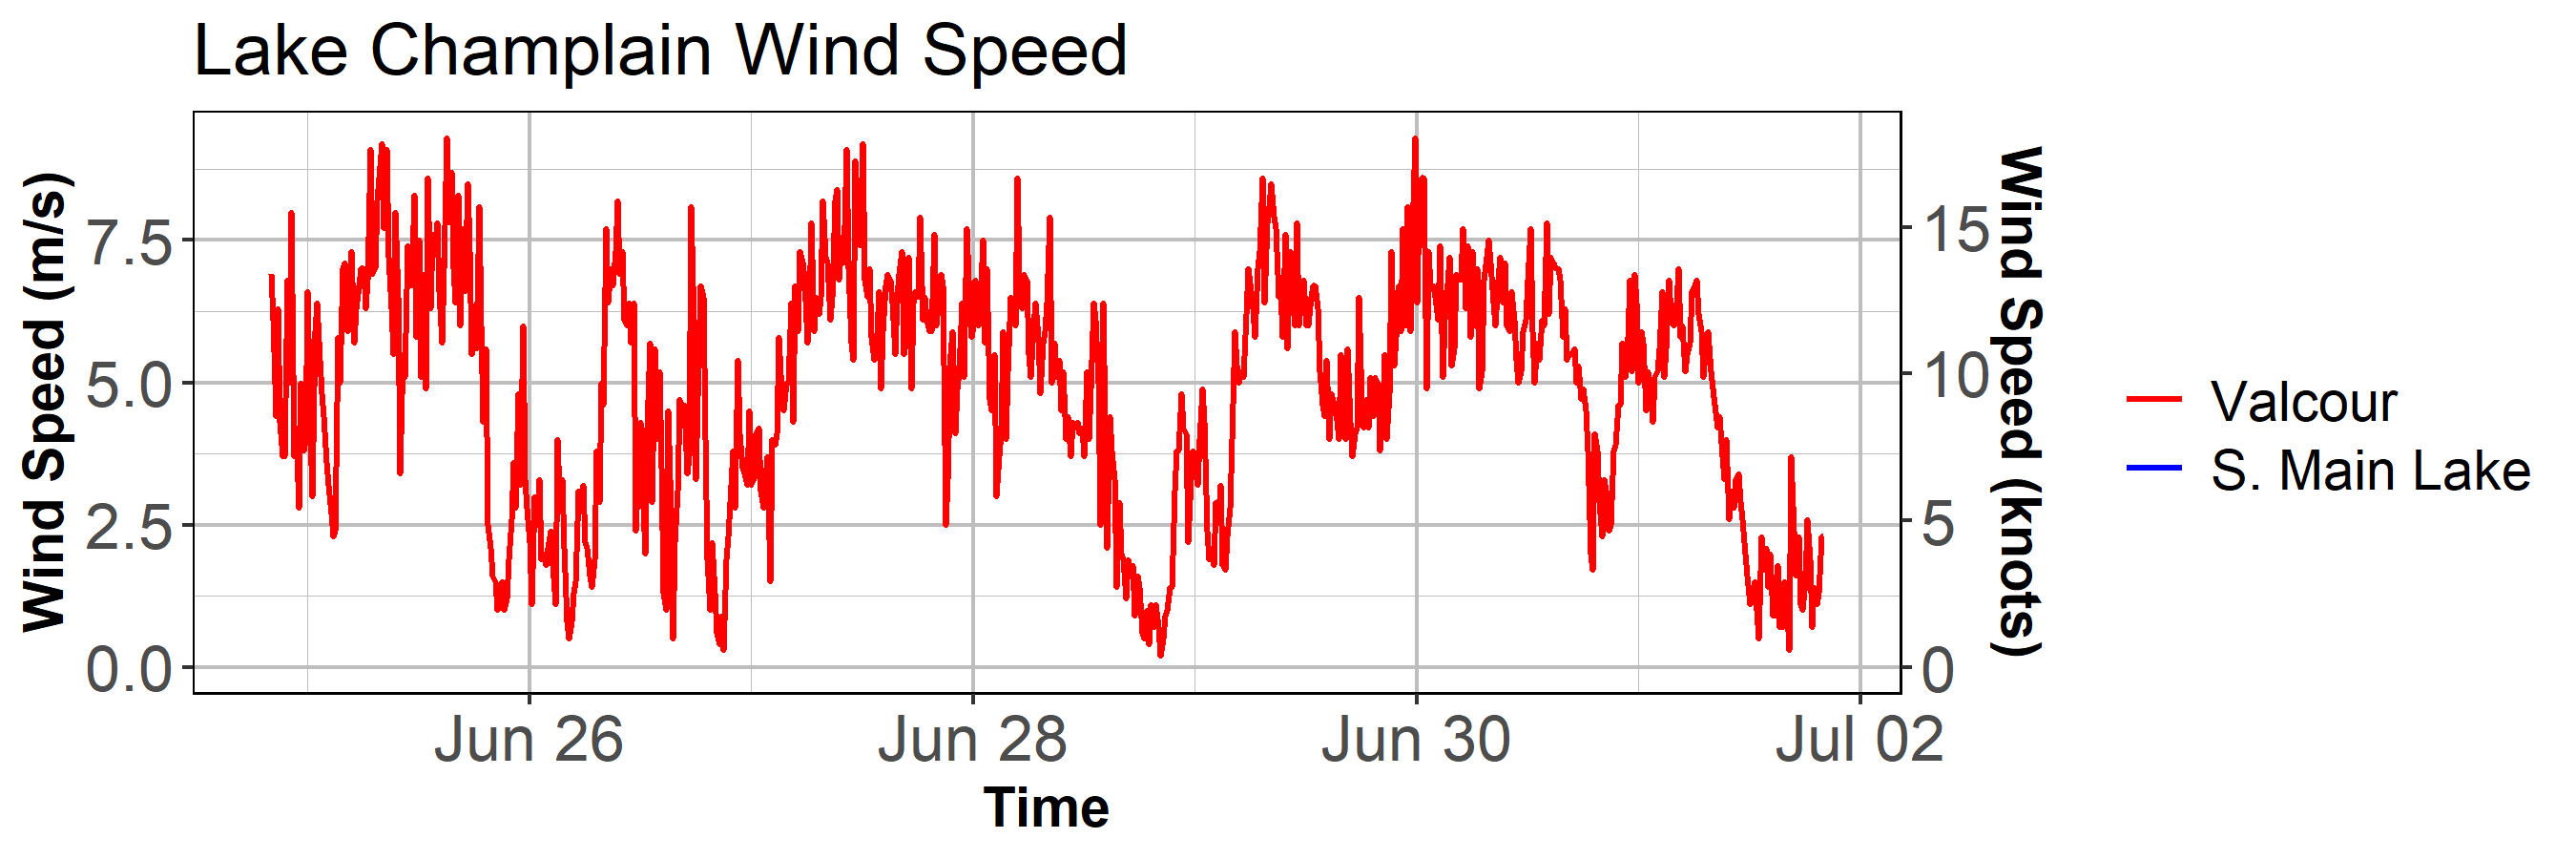 Lake Champlain Wind Speed
Wind Speed (m/s)
7.5
5.0
2.5
0.0
15
10
5
0
Wind Speed (knots)
Jun 26 Jun 28 Jun 30 Jul 02
Time
Valcour
S. Main Lake